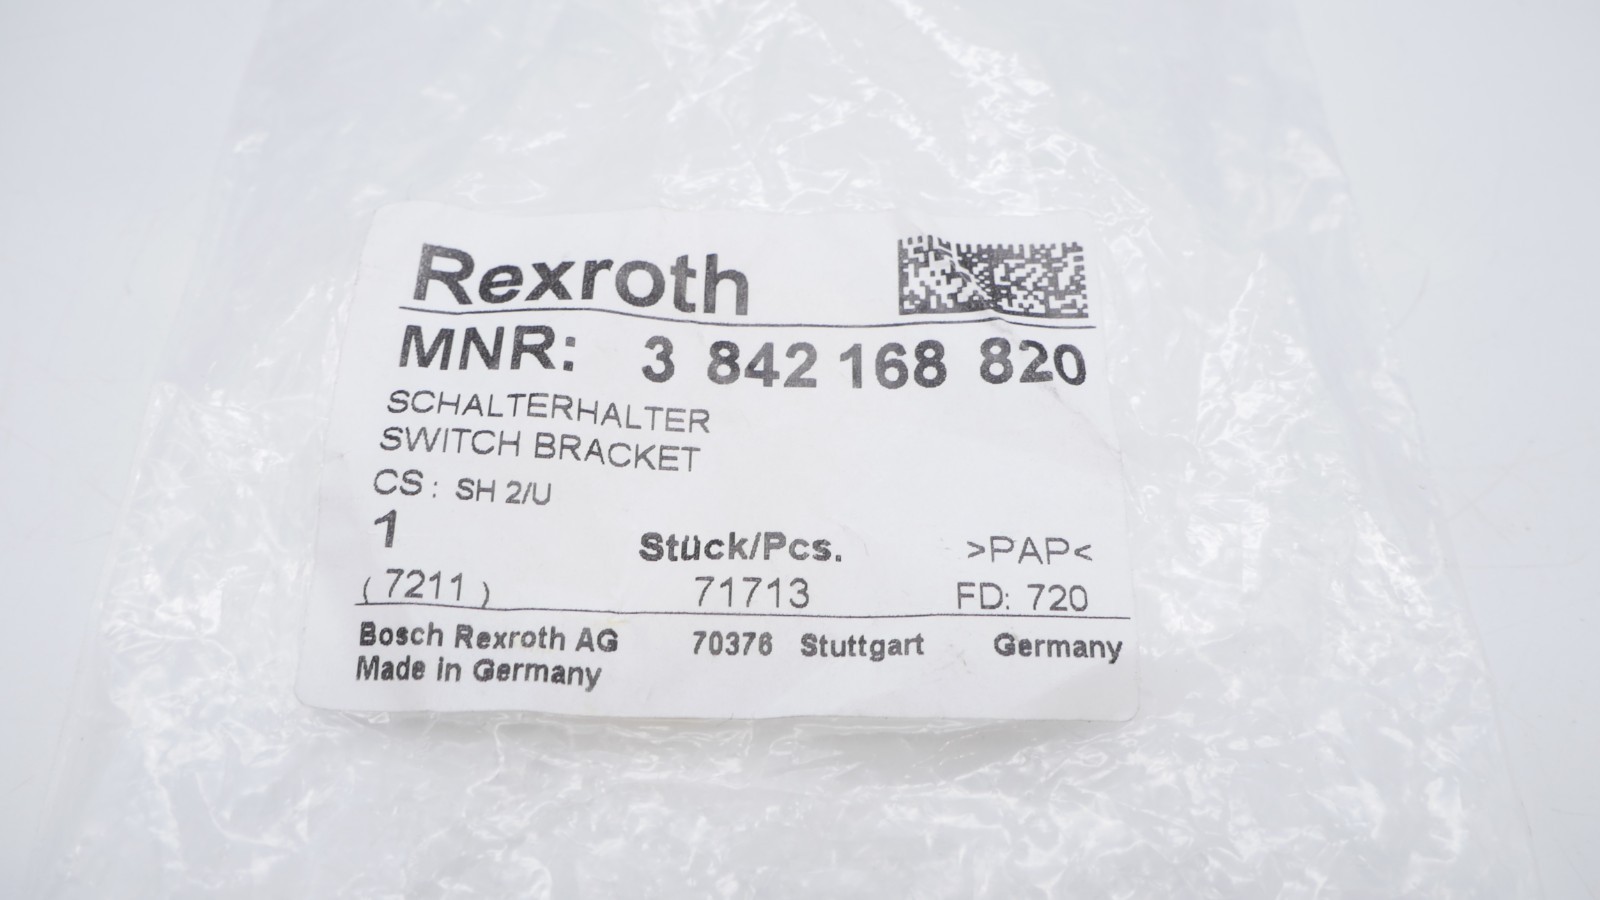 Rexroth
MNR: 3 842 168 820
SCHALTERHALTER
SWITCH BRACKET
CS: SH 2/U
1 Stück/Pcs. >PAP<
(7211) 71713 FD: 720
Bosch Rexroth AG 70376 Stuttgart Germany
Made in Germany